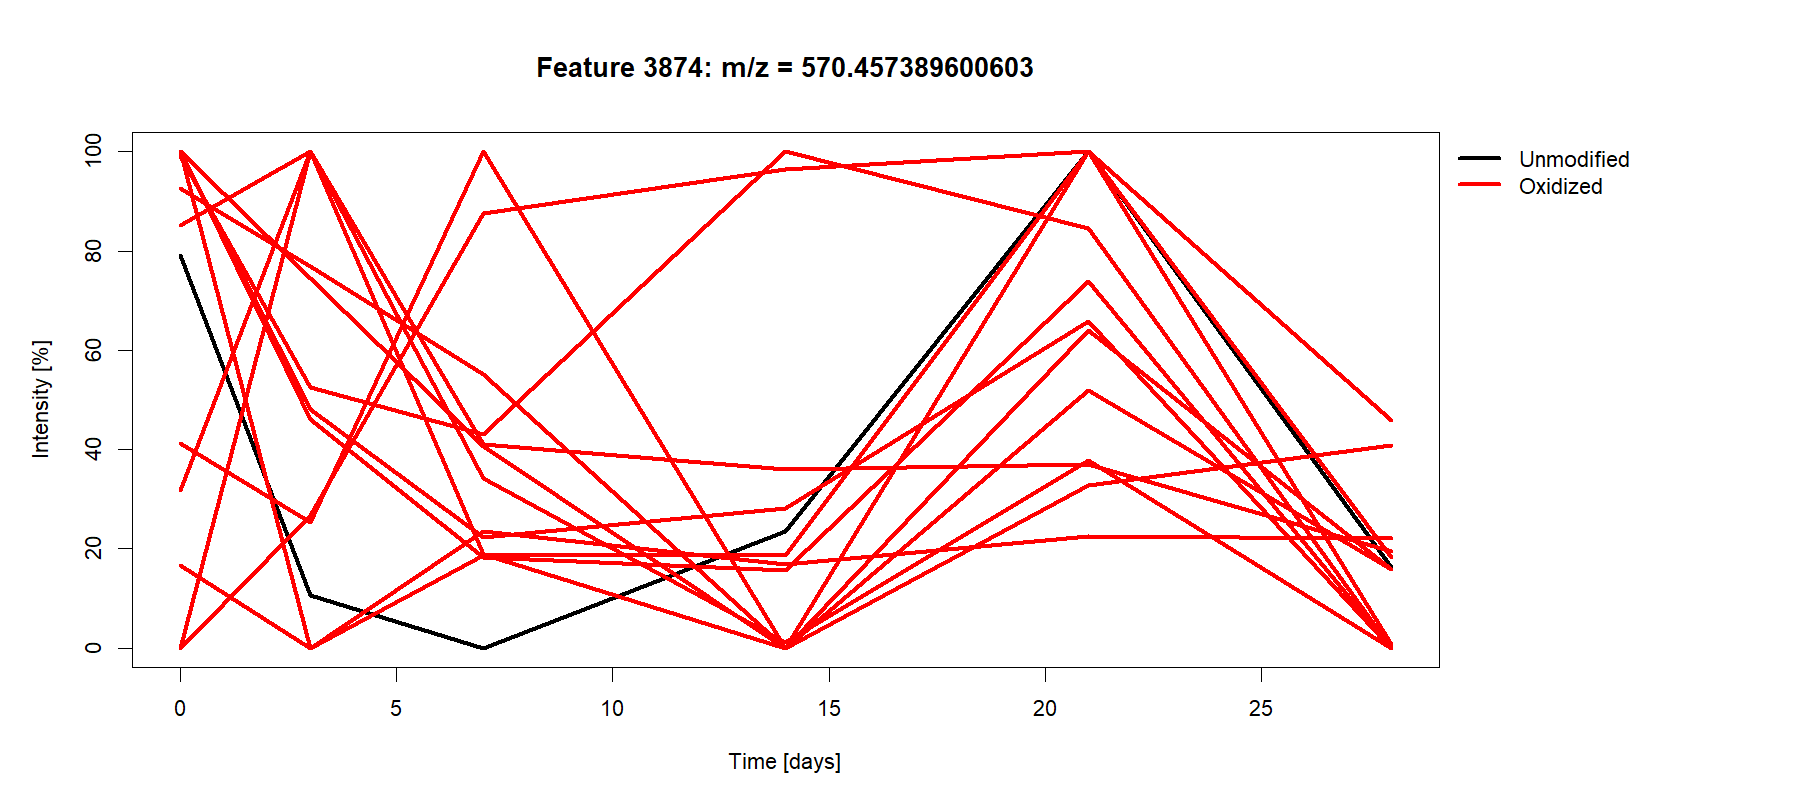 Feature 3874: m/z = 570.457389600603
Unmodified
Oxidized
Intensity [%]
100
80
60
40
20
0
0 5 10 15 20 25
Time [days]